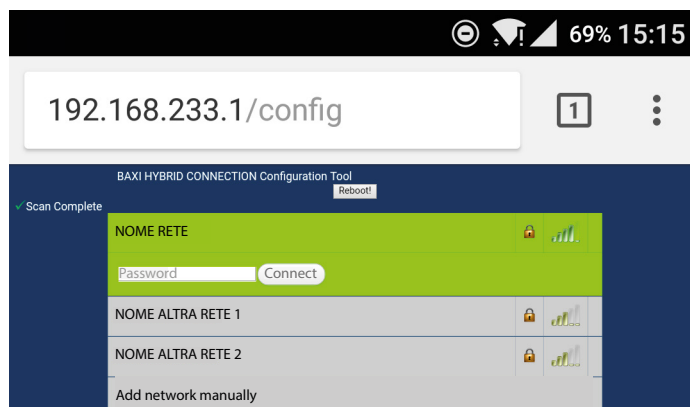 69% 15:15
192.168.233.1/config
1
BAXI HYBRID CONNECTION Configuration Tool
Reboot!
✓Scan Complete
NOME RETE
Password Connect
NOME ALTRA RETE 1
NOME ALTRA RETE 2
Add network manually